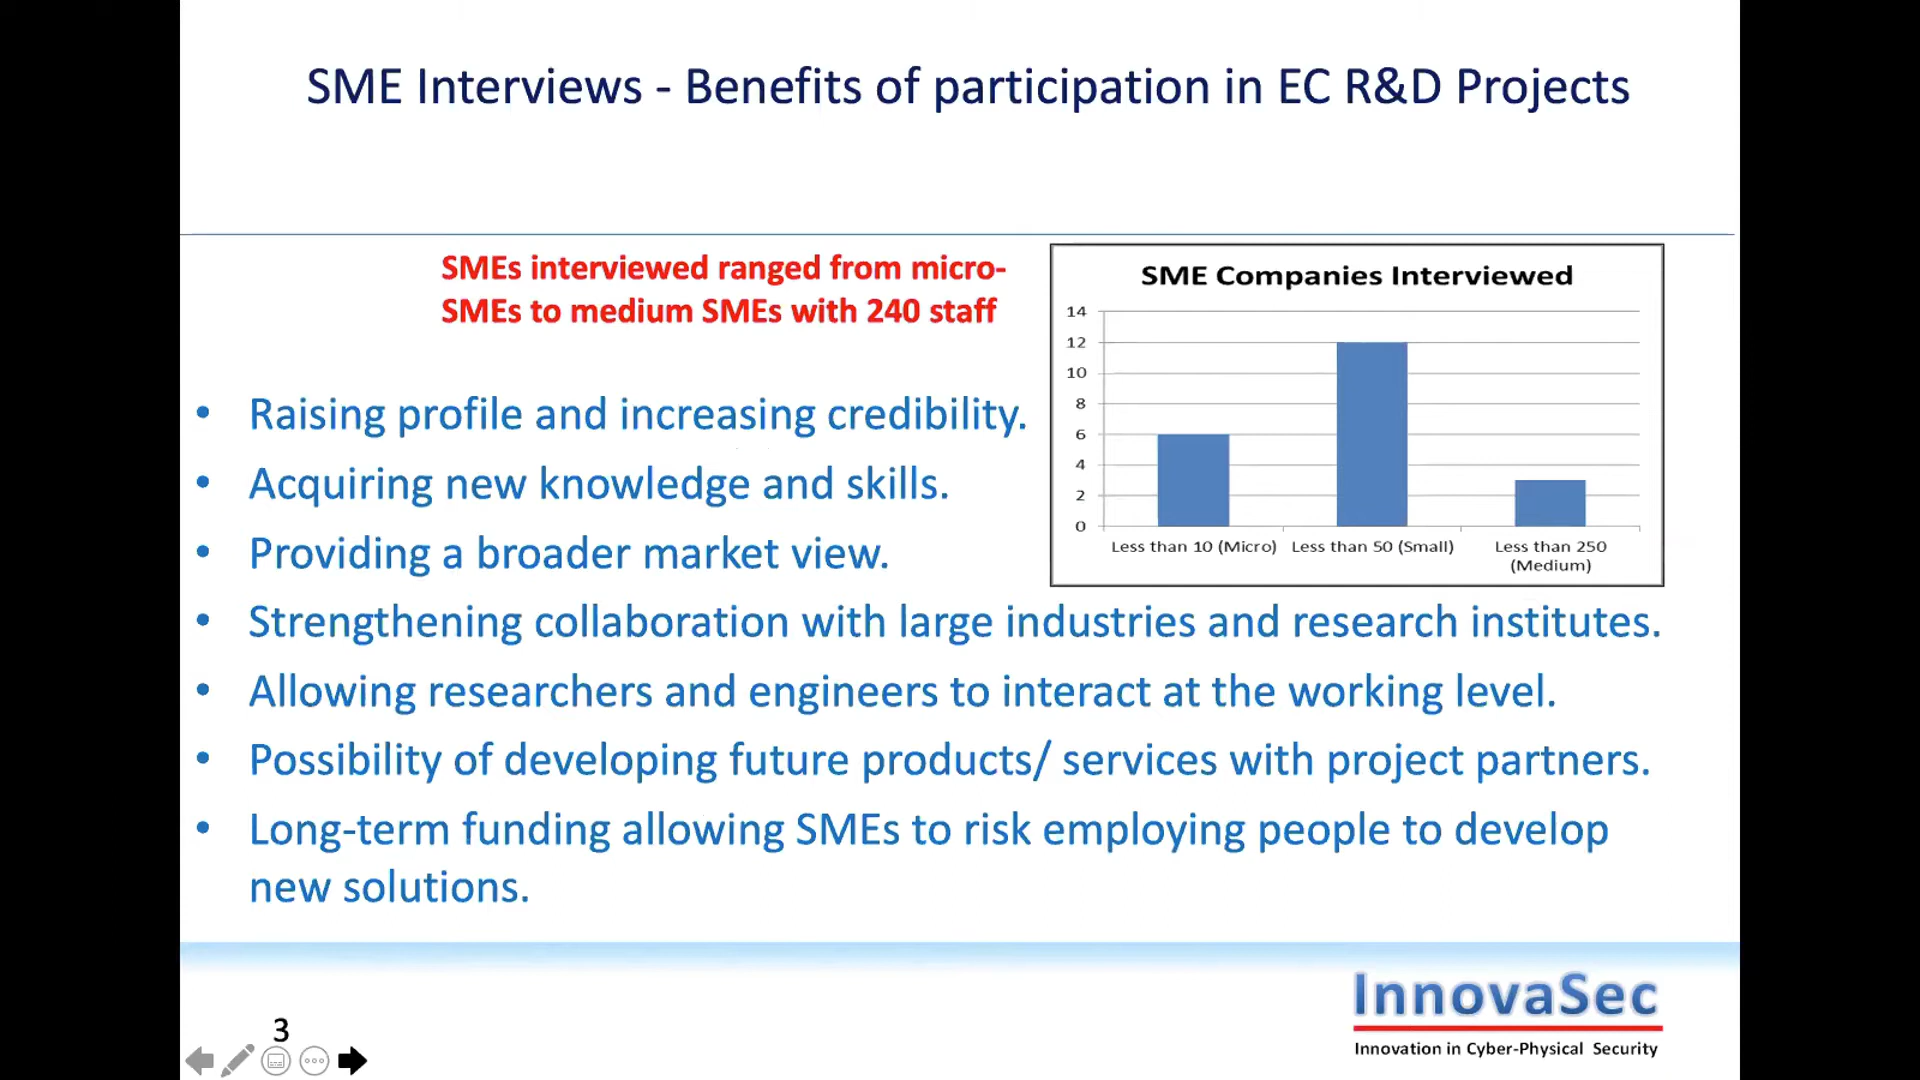 SME Interviews - Benefits of participation in EC R&D Projects
SMEs interviewed ranged from micro-
SMEs to medium SMEs with 240 staff
SME Companies Interviewed
14
12
10
8
6
4
2
0
Less than 10 (Micro)
Less than 50 (Small)
Less than 250
(Medium)
• Raising profile and increasing credibility.
• Acquiring new knowledge and skills.
• Providing a broader market view.
• Strengthening collaboration with large industries and research institutes.
• Allowing researchers and engineers to interact at the working level.
• Possibility of developing future products/ services with project partners.
• Long-term funding allowing SMEs to risk employing people to develop
new solutions.
InnovaSec
Innovation in Cyber-Physical Security
3